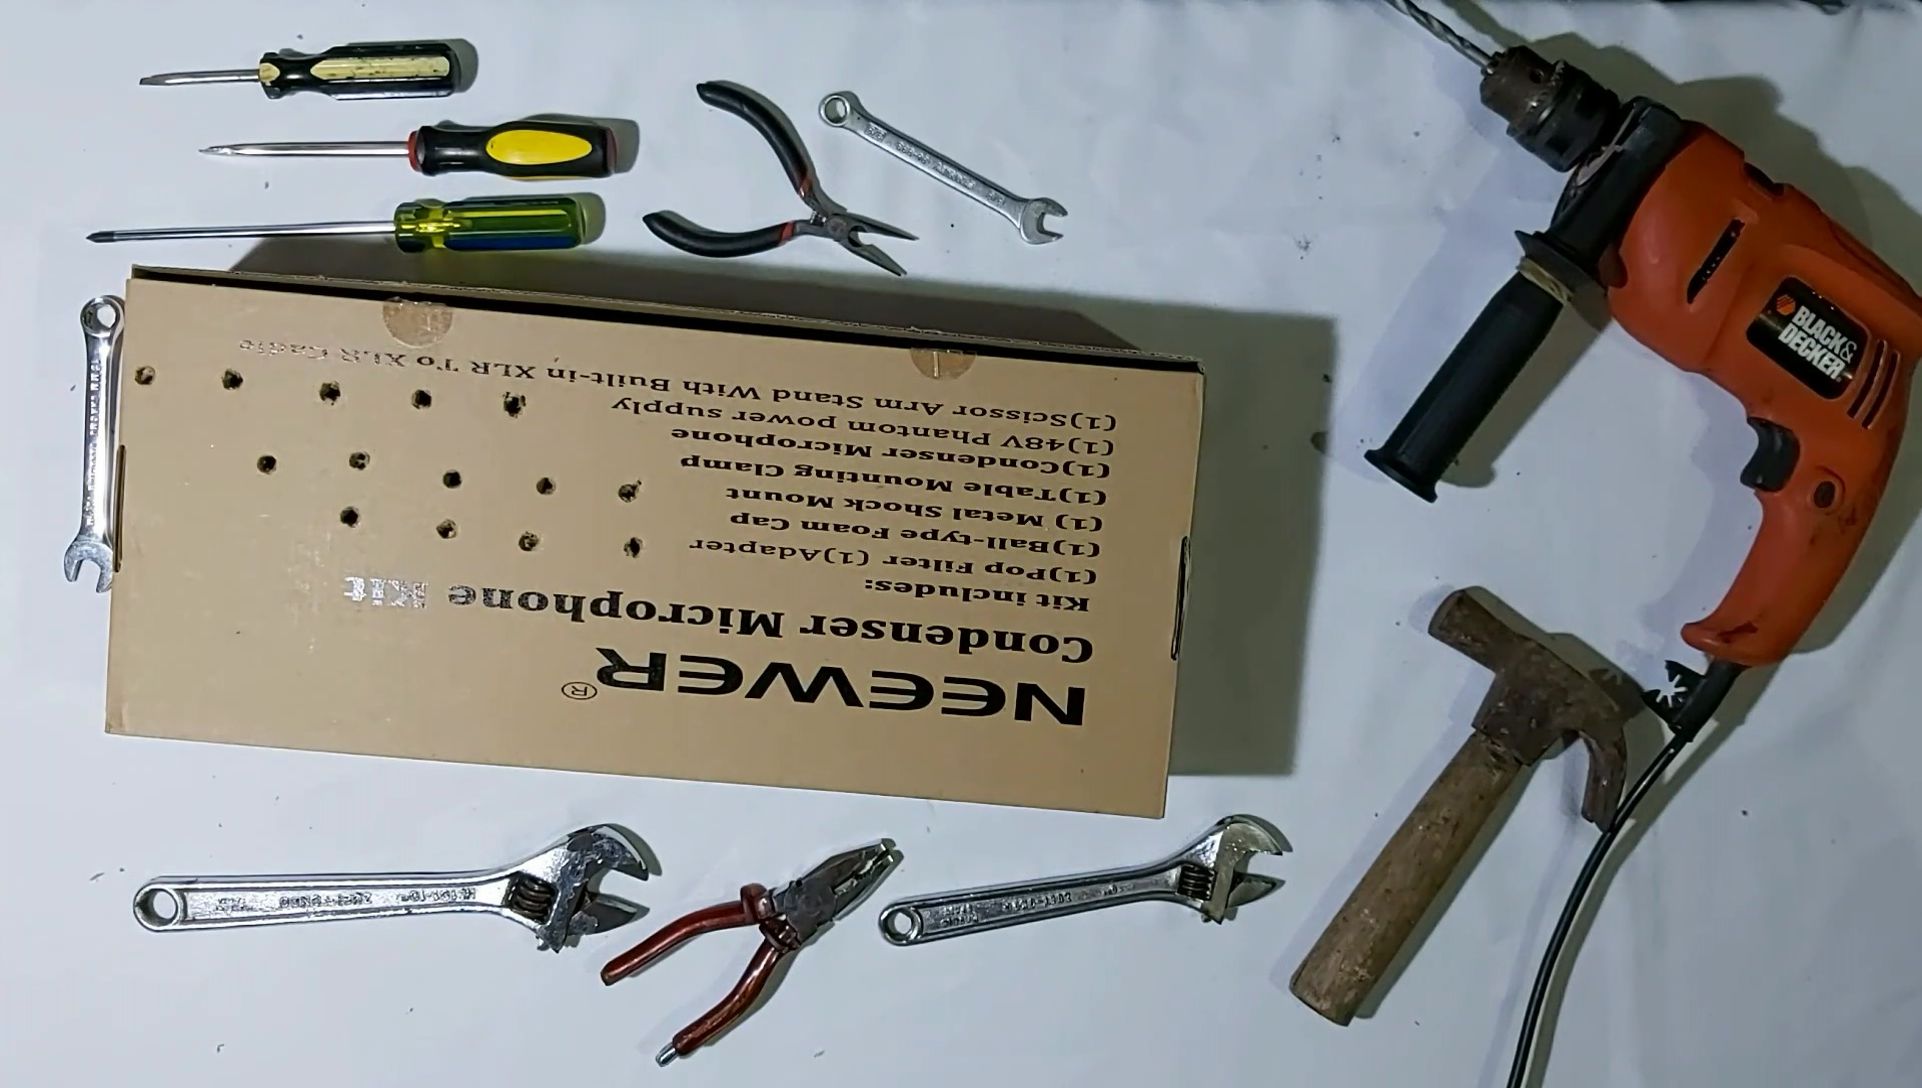 NEEWER®
Condenser Microphone Kit
Kit includes:
(1)Pop Filter (1)Adapter
(1)Ball-type Foam Cap
(1) Metal Shock Mount
(1)Table Mounting Clamp
(1)Condenser Microphone
(1)48V Phantom power supply
(1)Scissor Arm Stand With Built-in XLR To XLR Cable
BLACK&
DECKER